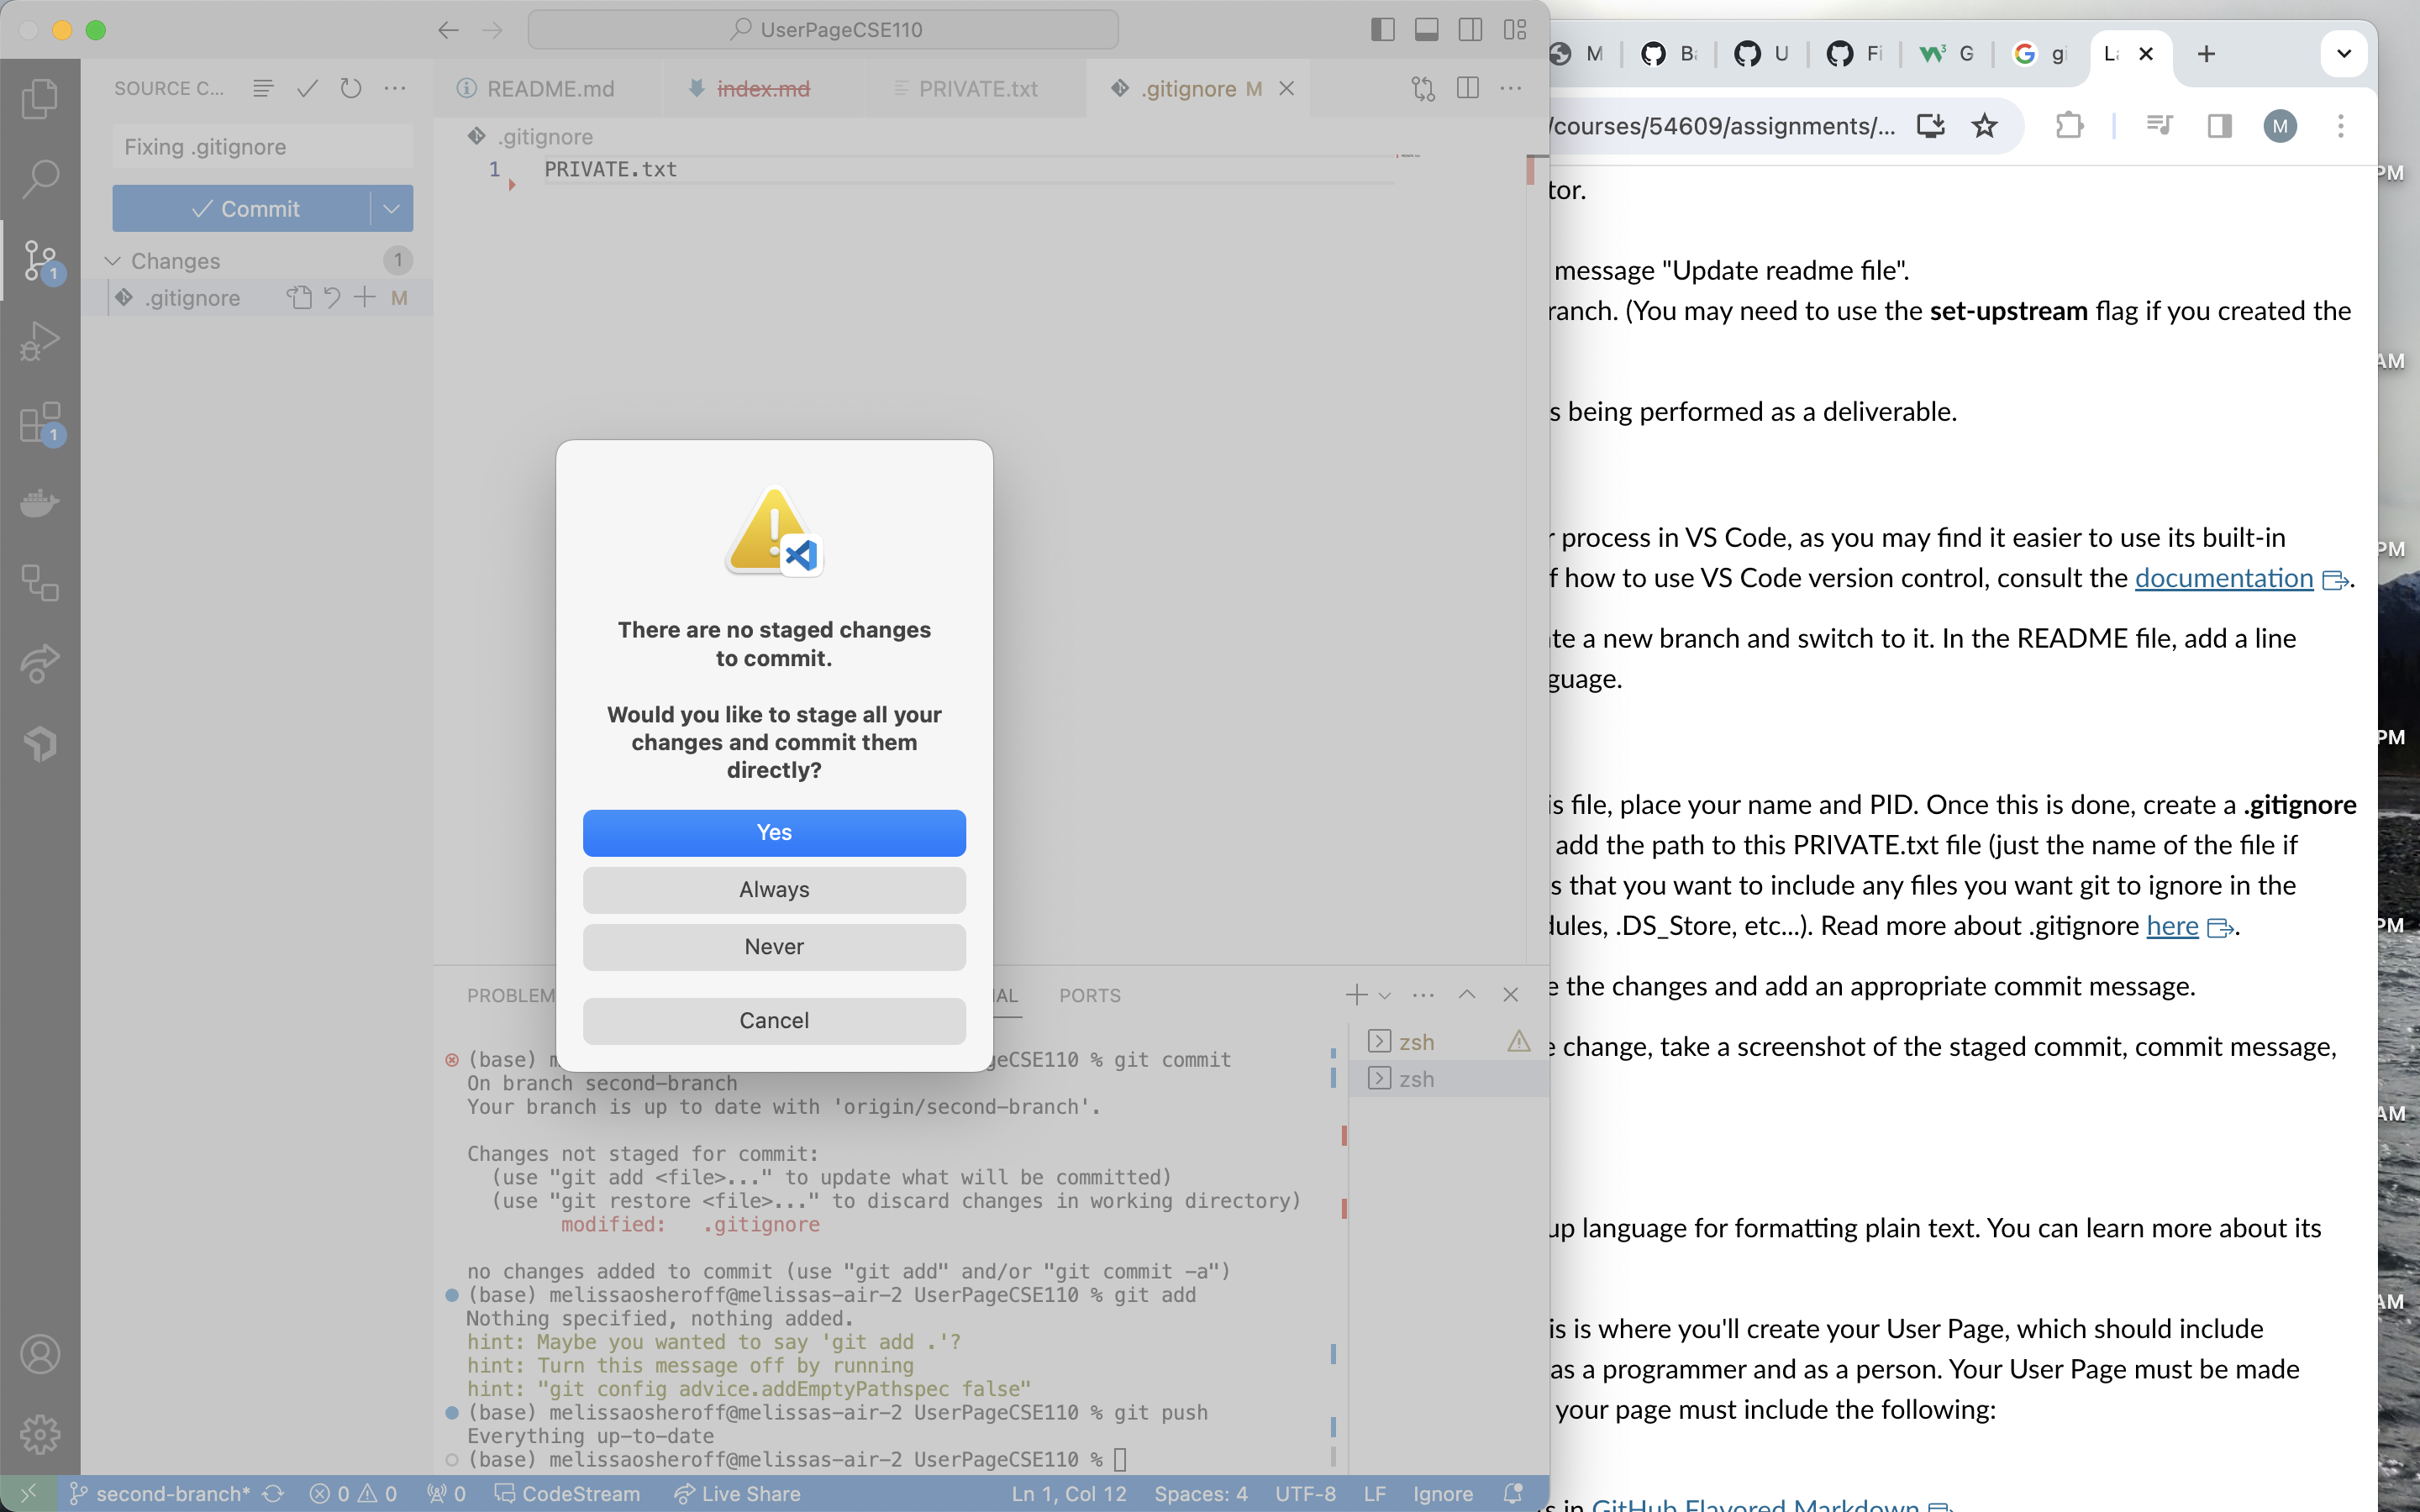 UserPageCSE110
SOURCE C...
README.md
index.md
PRIVATE.txt
.gitignore M
Fixing .gitignore
Commit
Changes 1
.gitignore M
.gitignore
1 PRIVATE.txt
1
1
There are no staged changes
to commit.
Would you like to stage all your
changes and commit them
directly?
Yes
Always
Never
Cancel
PROBLEM
AL
PORTS
zsh
zsh
(base) m geCSE110 % git commit
On branch second-branch
Your branch is up to date with 'origin/second-branch'.
Changes not staged for commit:
(use "git add <file>..." to update what will be committed)
(use "git restore <file>..." to discard changes in working directory)
modified: .gitignore
no changes added to commit (use "git add" and/or "git commit -a")
(base) melissaosheroff@melissas-air-2 UserPageCSE110 % git add
Nothing specified, nothing added.
hint: Maybe you wanted to say 'git add .'?
hint: Turn this message off by running
hint: "git config advice.addEmptyPathspec false"
(base) melissaosheroff@melissas-air-2 UserPageCSE110 % git push
Everything up-to-date
(base) melissaosheroff@melissas-air-2 UserPageCSE110 %
second-branch* 0 0 0 CodeStream Live Share Ln 1, Col 12 Spaces: 4 UTF-8 LF Ignore
M Ba U Fi G gi La
/courses/54609/assignments/... M
tor.
message "Update readme file".
ranch. (You may need to use the set-upstream flag if you created the
s being performed as a deliverable.
r process in VS Code, as you may find it easier to use its built-in
f how to use VS Code version control, consult the documentation .
te a new branch and switch to it. In the README file, add a line
guage.
is file, place your name and PID. Once this is done, create a .gitignore
add the path to this PRIVATE.txt file (just the name of the file if
s that you want to include any files you want git to ignore in the
dules, .DS_Store, etc...). Read more about .gitignore here .
e the changes and add an appropriate commit message.
e change, take a screenshot of the staged commit, commit message,
up language for formatting plain text. You can learn more about its
is is where you'll create your User Page, which should include
as a programmer and as a person. Your User Page must be made
your page must include the following:
s in GitHub Flavored Markdown
PM
AM
PM
PM
PM
AM
AM